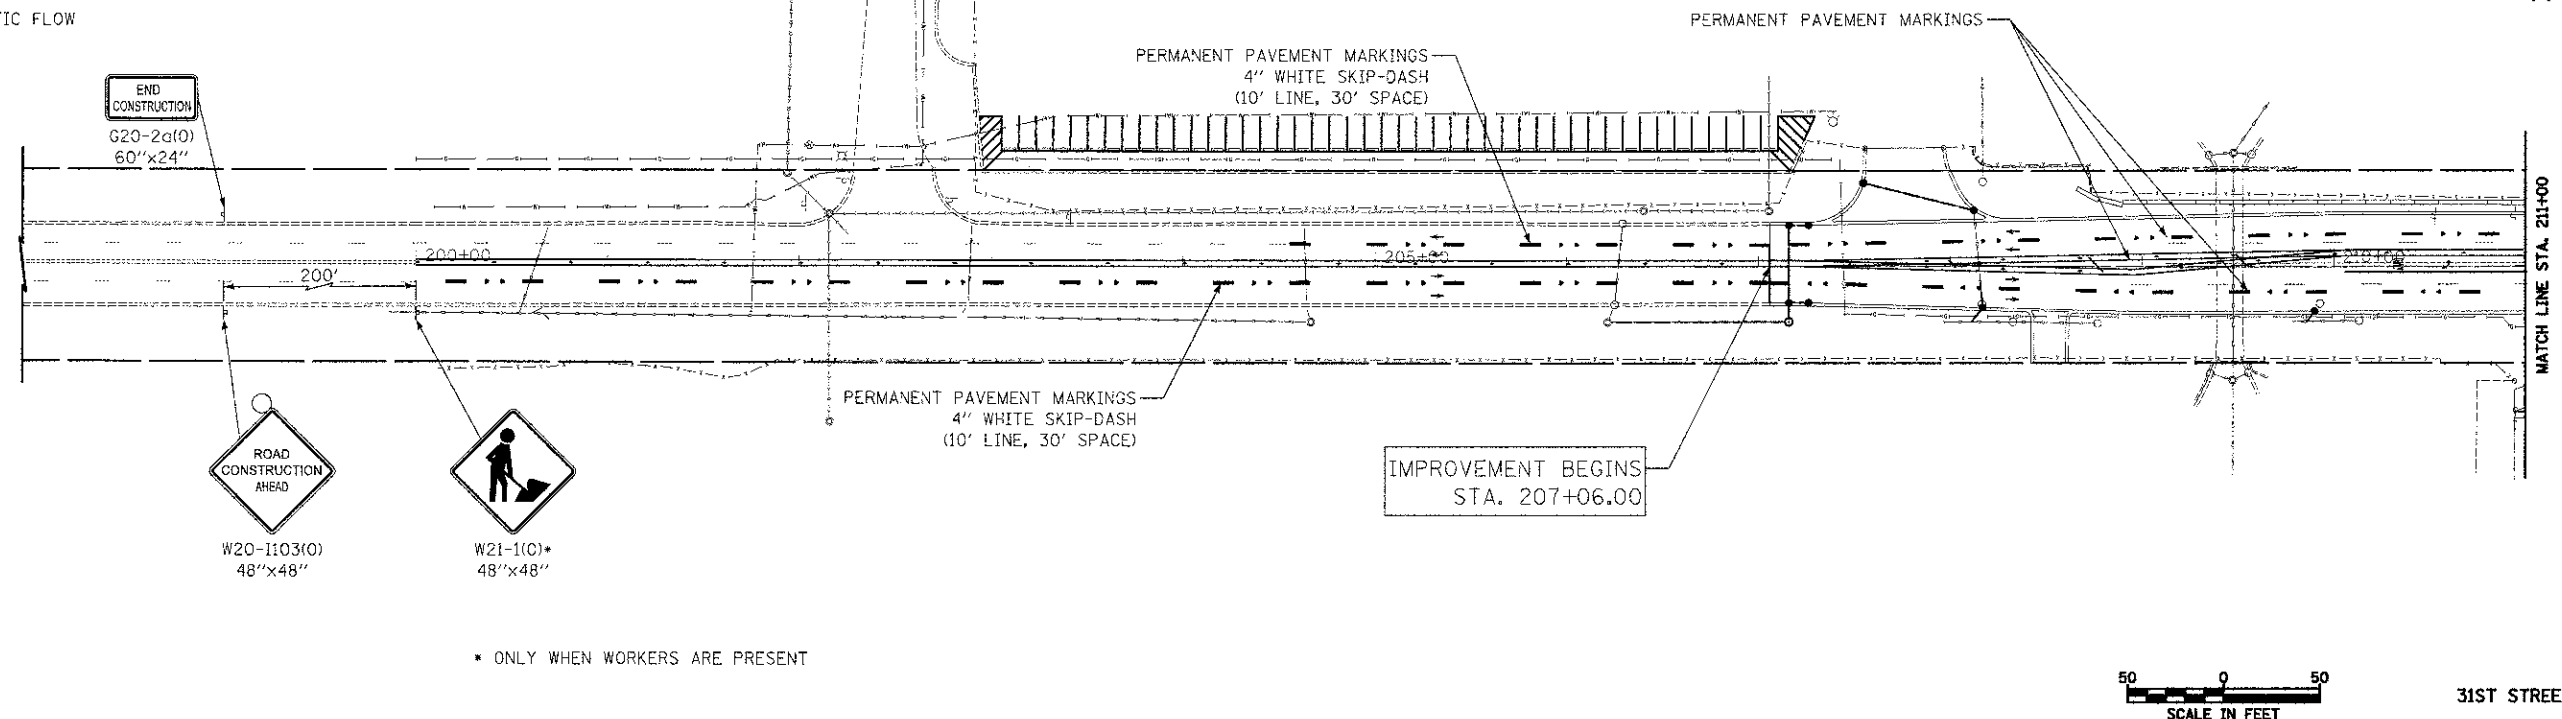 TIC FLOW
PERMANENT PAVEMENT MARKINGS
PERMANENT PAVEMENT MARKINGS
4" WHITE SKIP-DASH
(10' LINE, 30' SPACE)
END
CONSTRUCTION
G20-2a(O)
60"x24"
200+00
205+00
200'
MATCH LINE STA. 211+00
PERMANENT PAVEMENT MARKINGS
4" WHITE SKIP-DASH
(10' LINE, 30' SPACE)
ROAD
CONSTRUCTION
AHEAD
W20-I103(O)
48"x48"
W21-1(O)*
48"x48"
IMPROVEMENT BEGINS
STA. 207+06.00
* ONLY WHEN WORKERS ARE PRESENT
50 0 50
SCALE IN FEET
31ST STREE